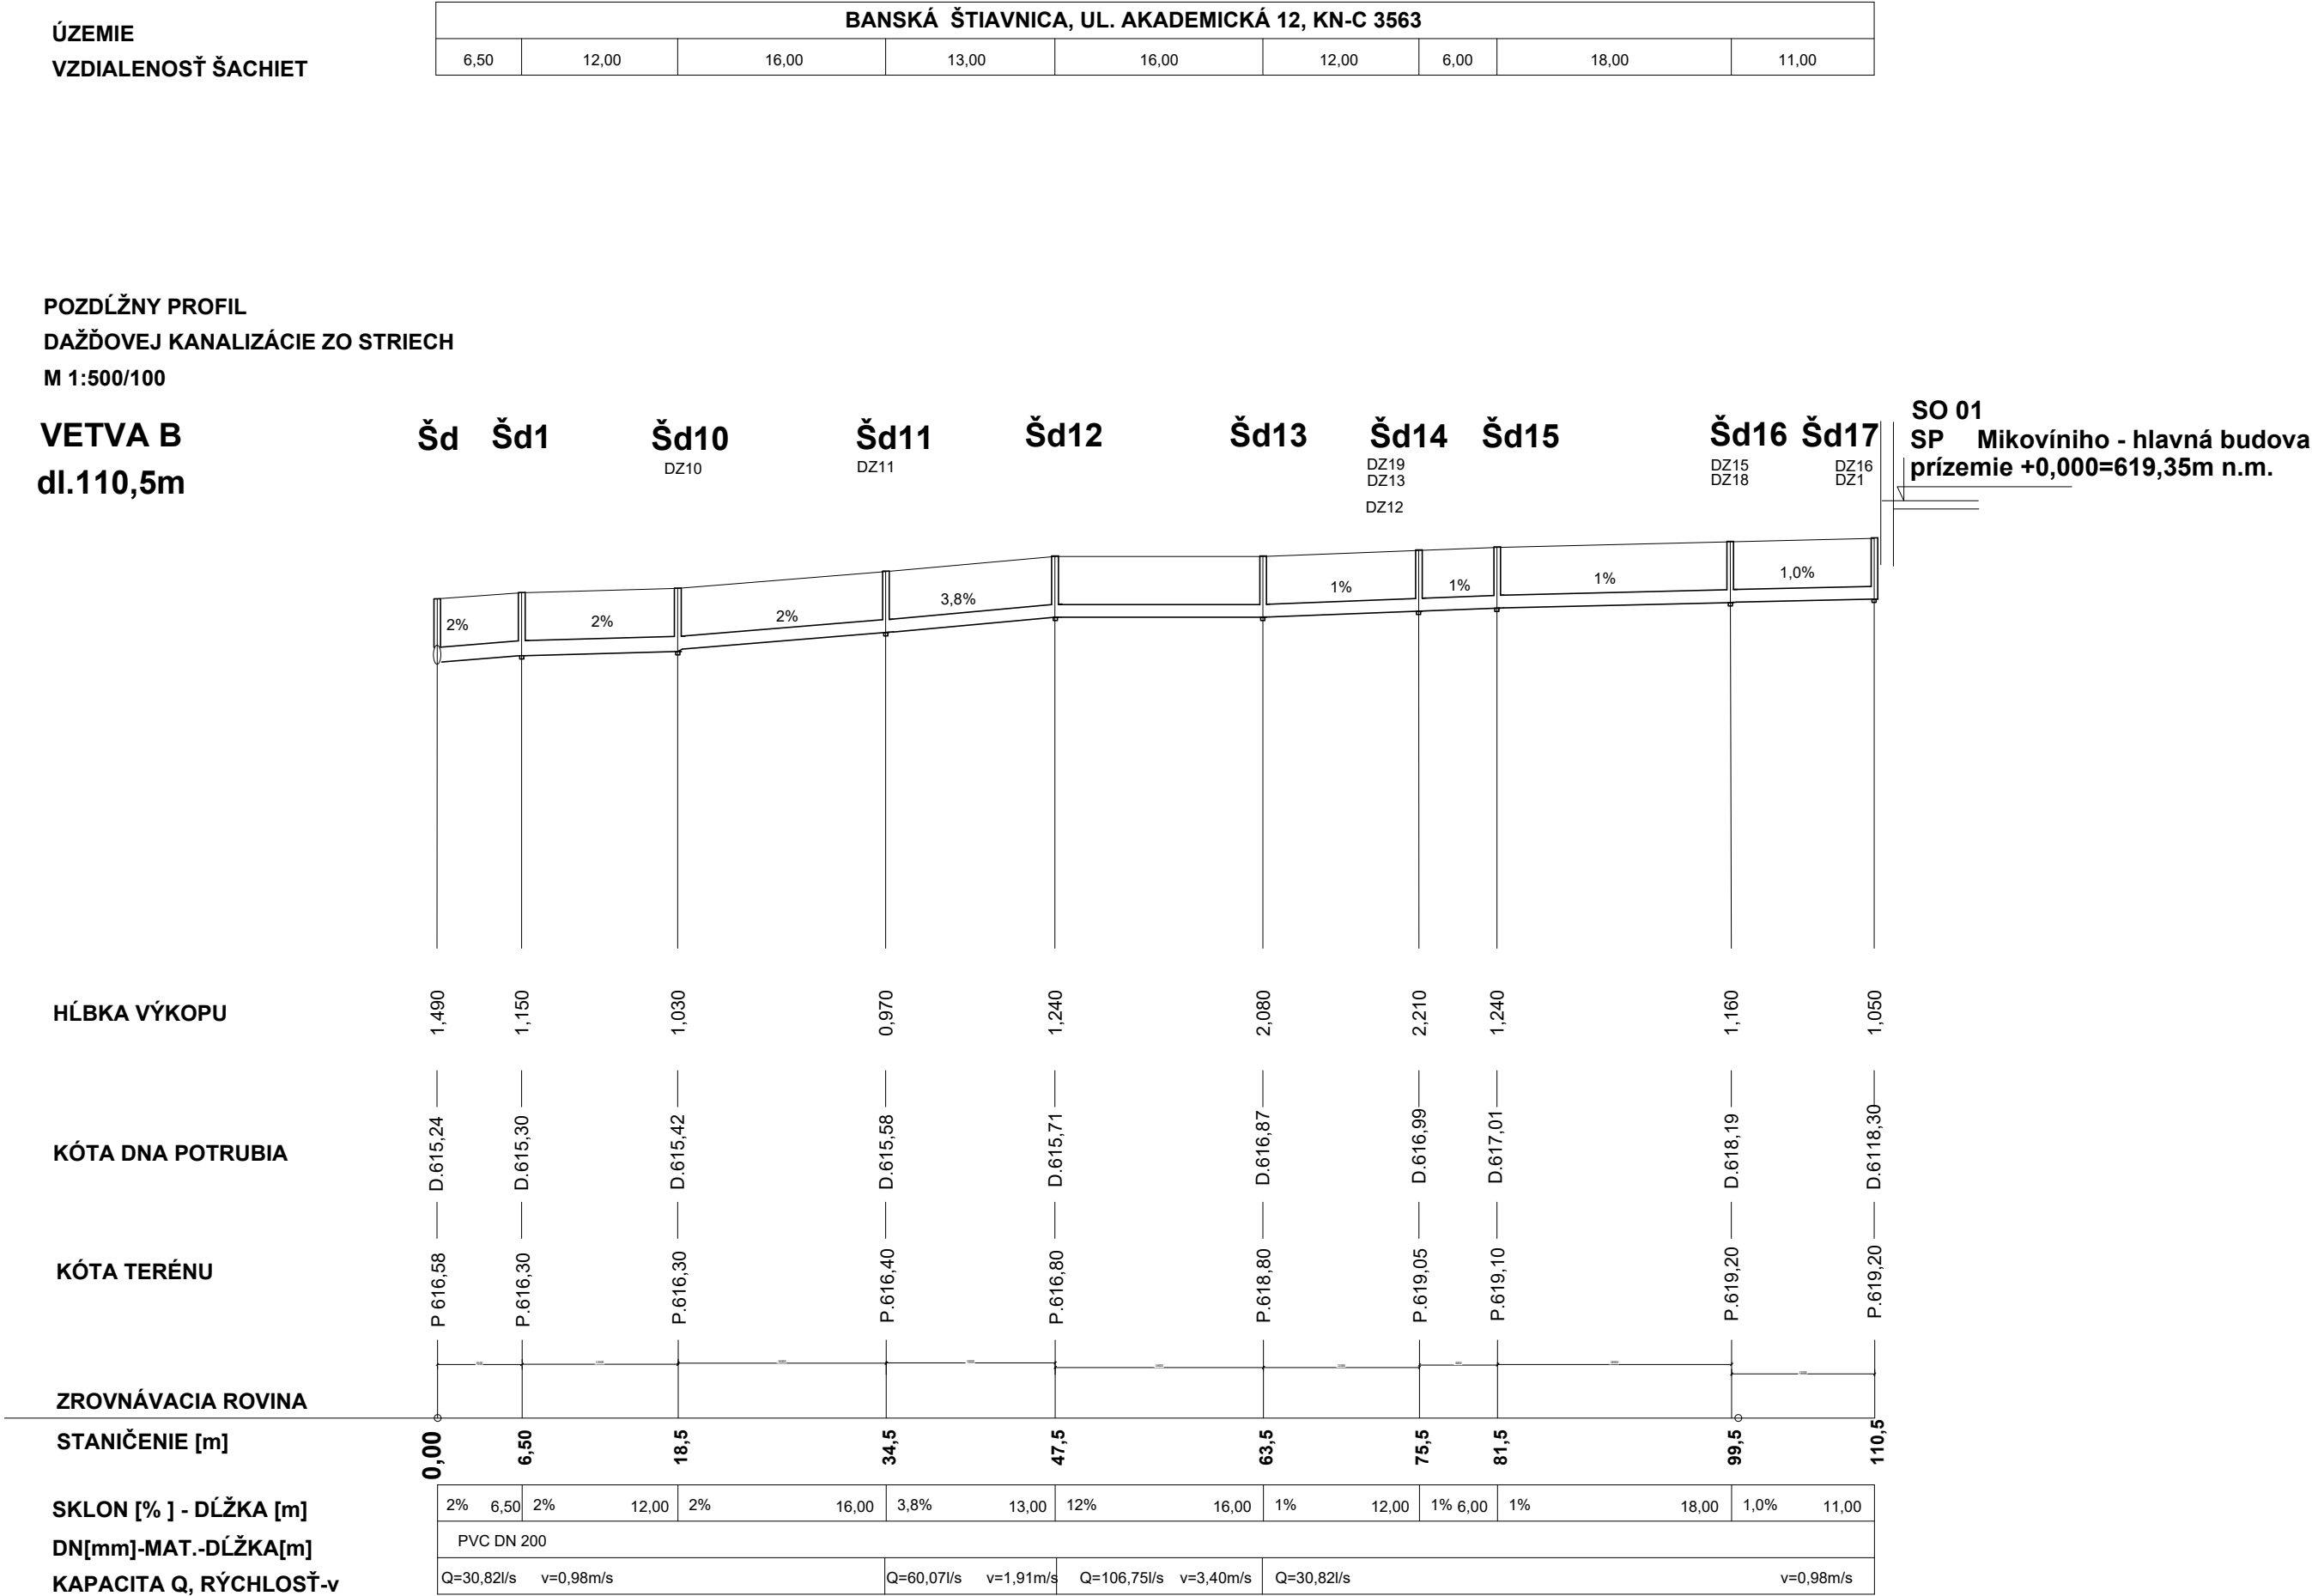 BANSKÁ ŠTIAVNICA, UL. AKADEMICKÁ 12, KN-C 3563
ÚZEMIE
VZDIALENOSŤ ŠACHIET
6,50 12,00 16,00 13,00 16,00 12,00 6,00 18,00 11,00
POZDĹŽNY PROFIL
DAŽĎOVEJ KANALIZÁCIE ZO STRIECH
M 1:500/100
VETVA B
dl.110,5m
Šd Šd1 Šd10 Šd11 Šd12 Šd13 Šd14 Šd15 Šd16 Šd17
DZ10
DZ11
DZ19
DZ13
DZ12
DZ15
DZ18
DZ16
DZ1
SO 01
SP Mikovíniho - hlavná budova
prízemie +0,000=619,35m n.m.
2% 2% 2% 3,8% 1% 1% 1% 1,0%
HĹBKA VÝKOPU
1,490 1,150 1,030 0,970 1,240 2,080 2,210 1,240 1,160 1,050
KÓTA DNA POTRUBIA
D.615,24 D.615,30 D.615,42 D.615,58 D.615,71 D.616,87 D.616,99 D.617,01 D.618,19 D.6118,30
KÓTA TERÉNU
P 616,58 P.616,30 P.616,30 P.616,40 P.616,80 P.618,80 P.619,05 P.619,10 P.619,20 P.619,20
ZROVNÁVACIA ROVINA
STANIČENIE [m]
0,00 6,50 18,5 34,5 47,5 63,5 75,5 81,5 99,5 110,5
SKLON [% ] - DĹŽKA [m]
2% 6,50 2% 12,00 2% 16,00 3,8% 13,00 12% 16,00 1% 12,00 1% 6,00 1% 18,00 1,0% 11,00
DN[mm]-MAT.-DĹŽKA[m]
PVC DN 200
KAPACITA Q, RÝCHLOSŤ-v
Q=30,82l/s v=0,98m/s Q=60,07l/s v=1,91m/s Q=106,75l/s v=3,40m/s Q=30,82l/s v=0,98m/s